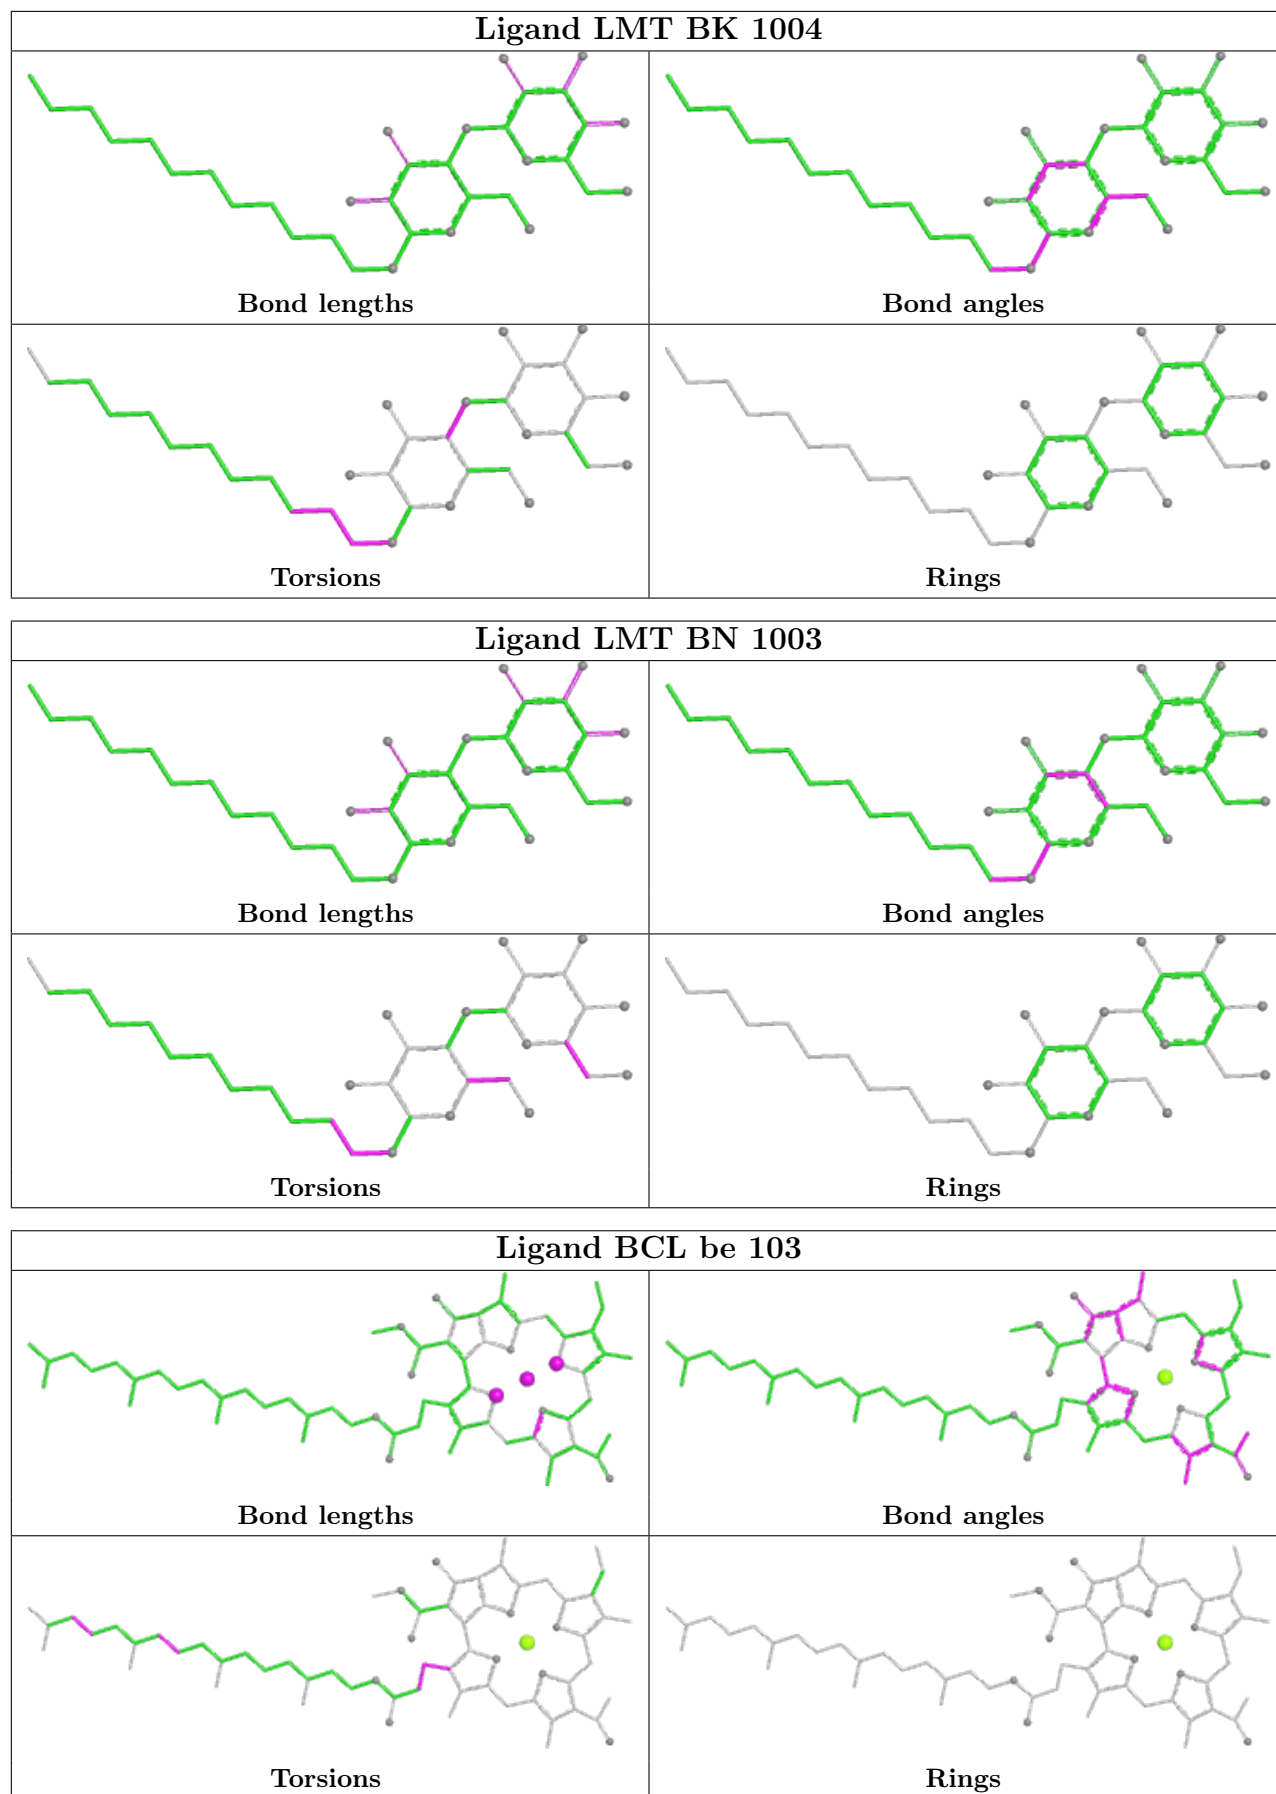 Ligand LMT BK 1004
Bond lengths
Bond angles
Torsions
Rings
Ligand LMT BN 1003
Bond lengths
Bond angles
Torsions
Rings
Ligand BCL be 103
Bond lengths
Bond angles
Torsions
Rings